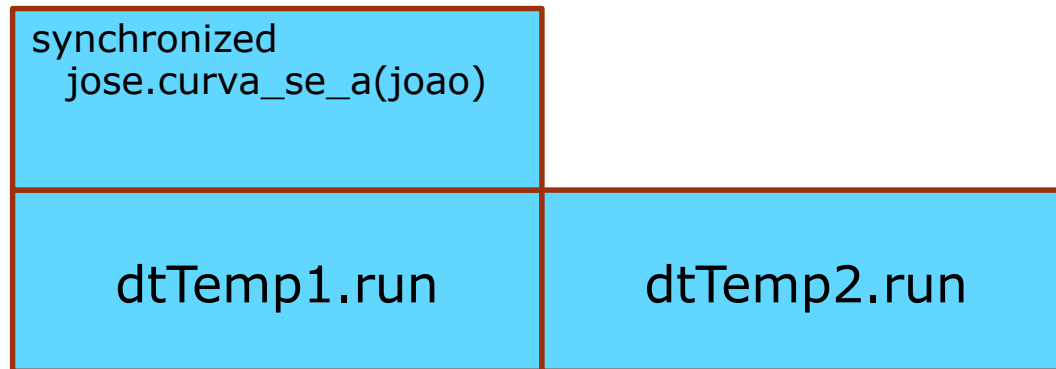 synchronized
jose.curva_se_a(joao)
dtTemp1.run
dtTemp2.run